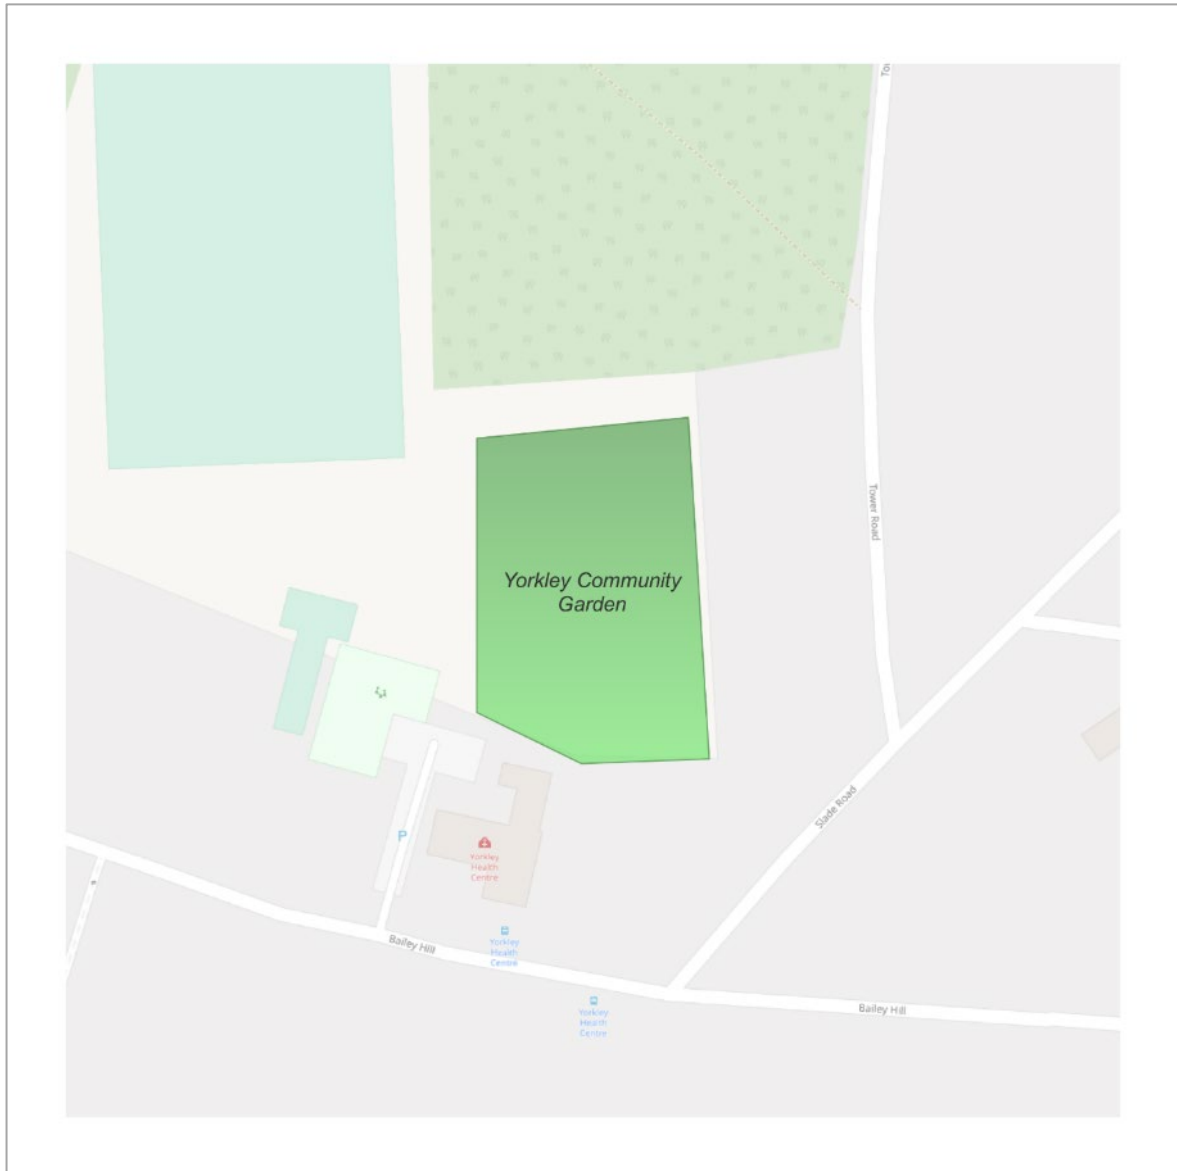 Tower Road
Yorkley Community
Garden
Slade Road
P
Yorkley
Health
Centre
Yorkley
Health
Centre
Bailey Hill
Yorkley
Health
Centre
Bailey Hill